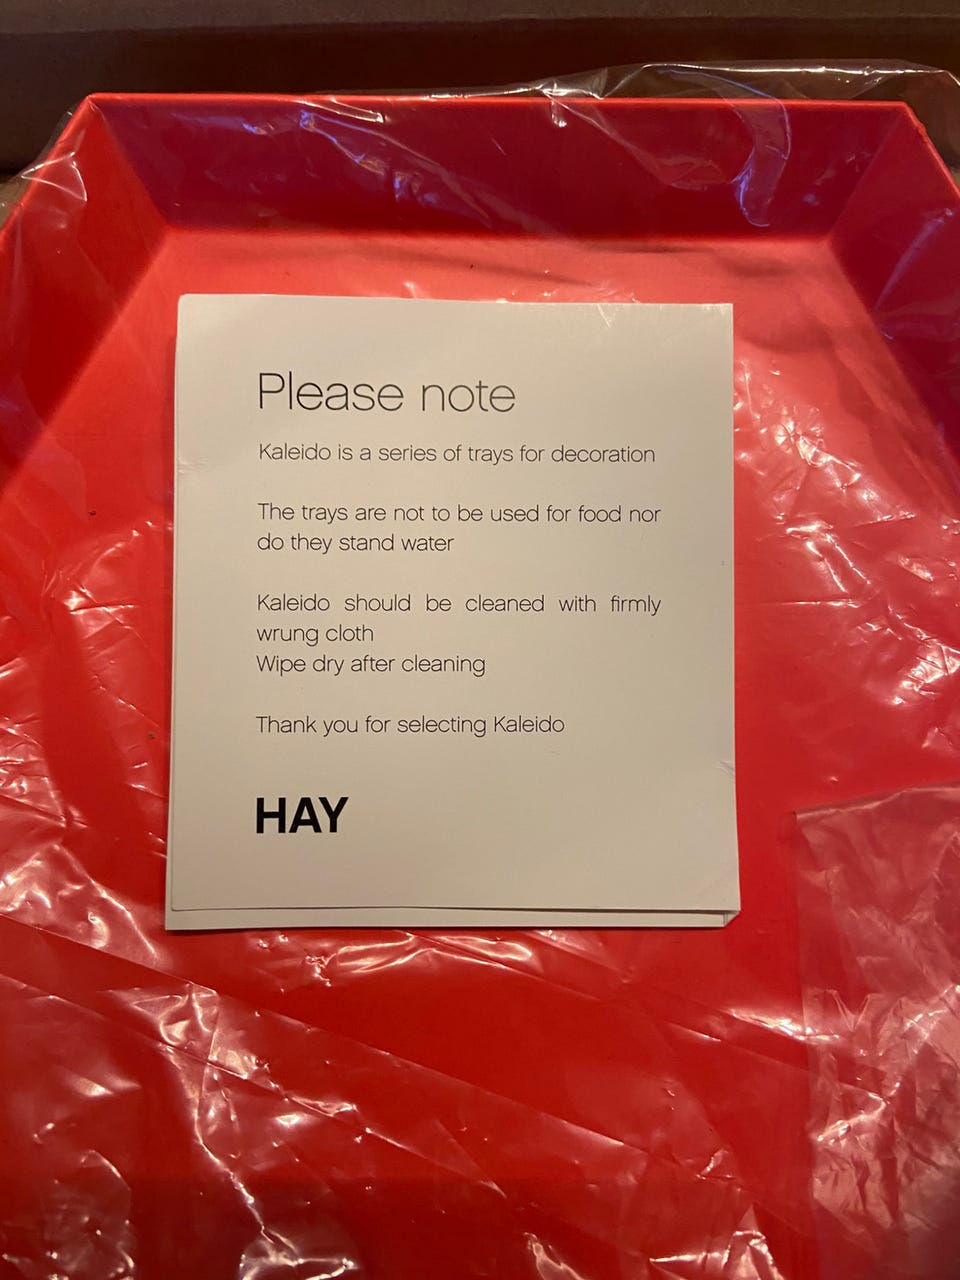 Please note
Kaleido is a series of trays for decoration
The trays are not to be used for food nor
do they stand water
Kaleido should be cleaned with firmly
wrung cloth
Wipe dry after cleaning
Thank you for selecting Kaleido
HAY